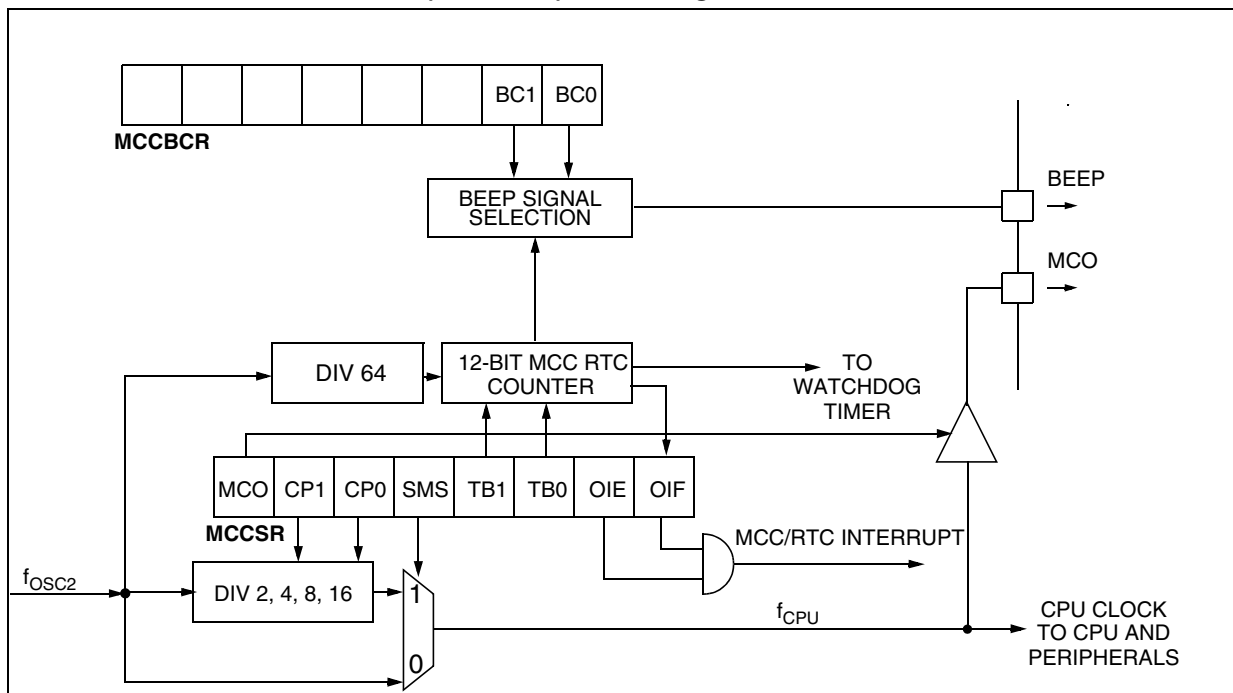 BC1 BC0
MCCBCR
BEEP SIGNAL
SELECTION
BEEP
MCO
DIV 64
12-BIT MCC RTC
COUNTER
TO
WATCHDOG
TIMER
MCO CP1 CP0 SMS TB1 TB0 OIE OIF
MCCSR
MCC/RTC INTERRUPT
fOSC2
DIV 2, 4, 8, 16
1
0
fCPU
CPU CLOCK
TO CPU AND
PERIPHERALS